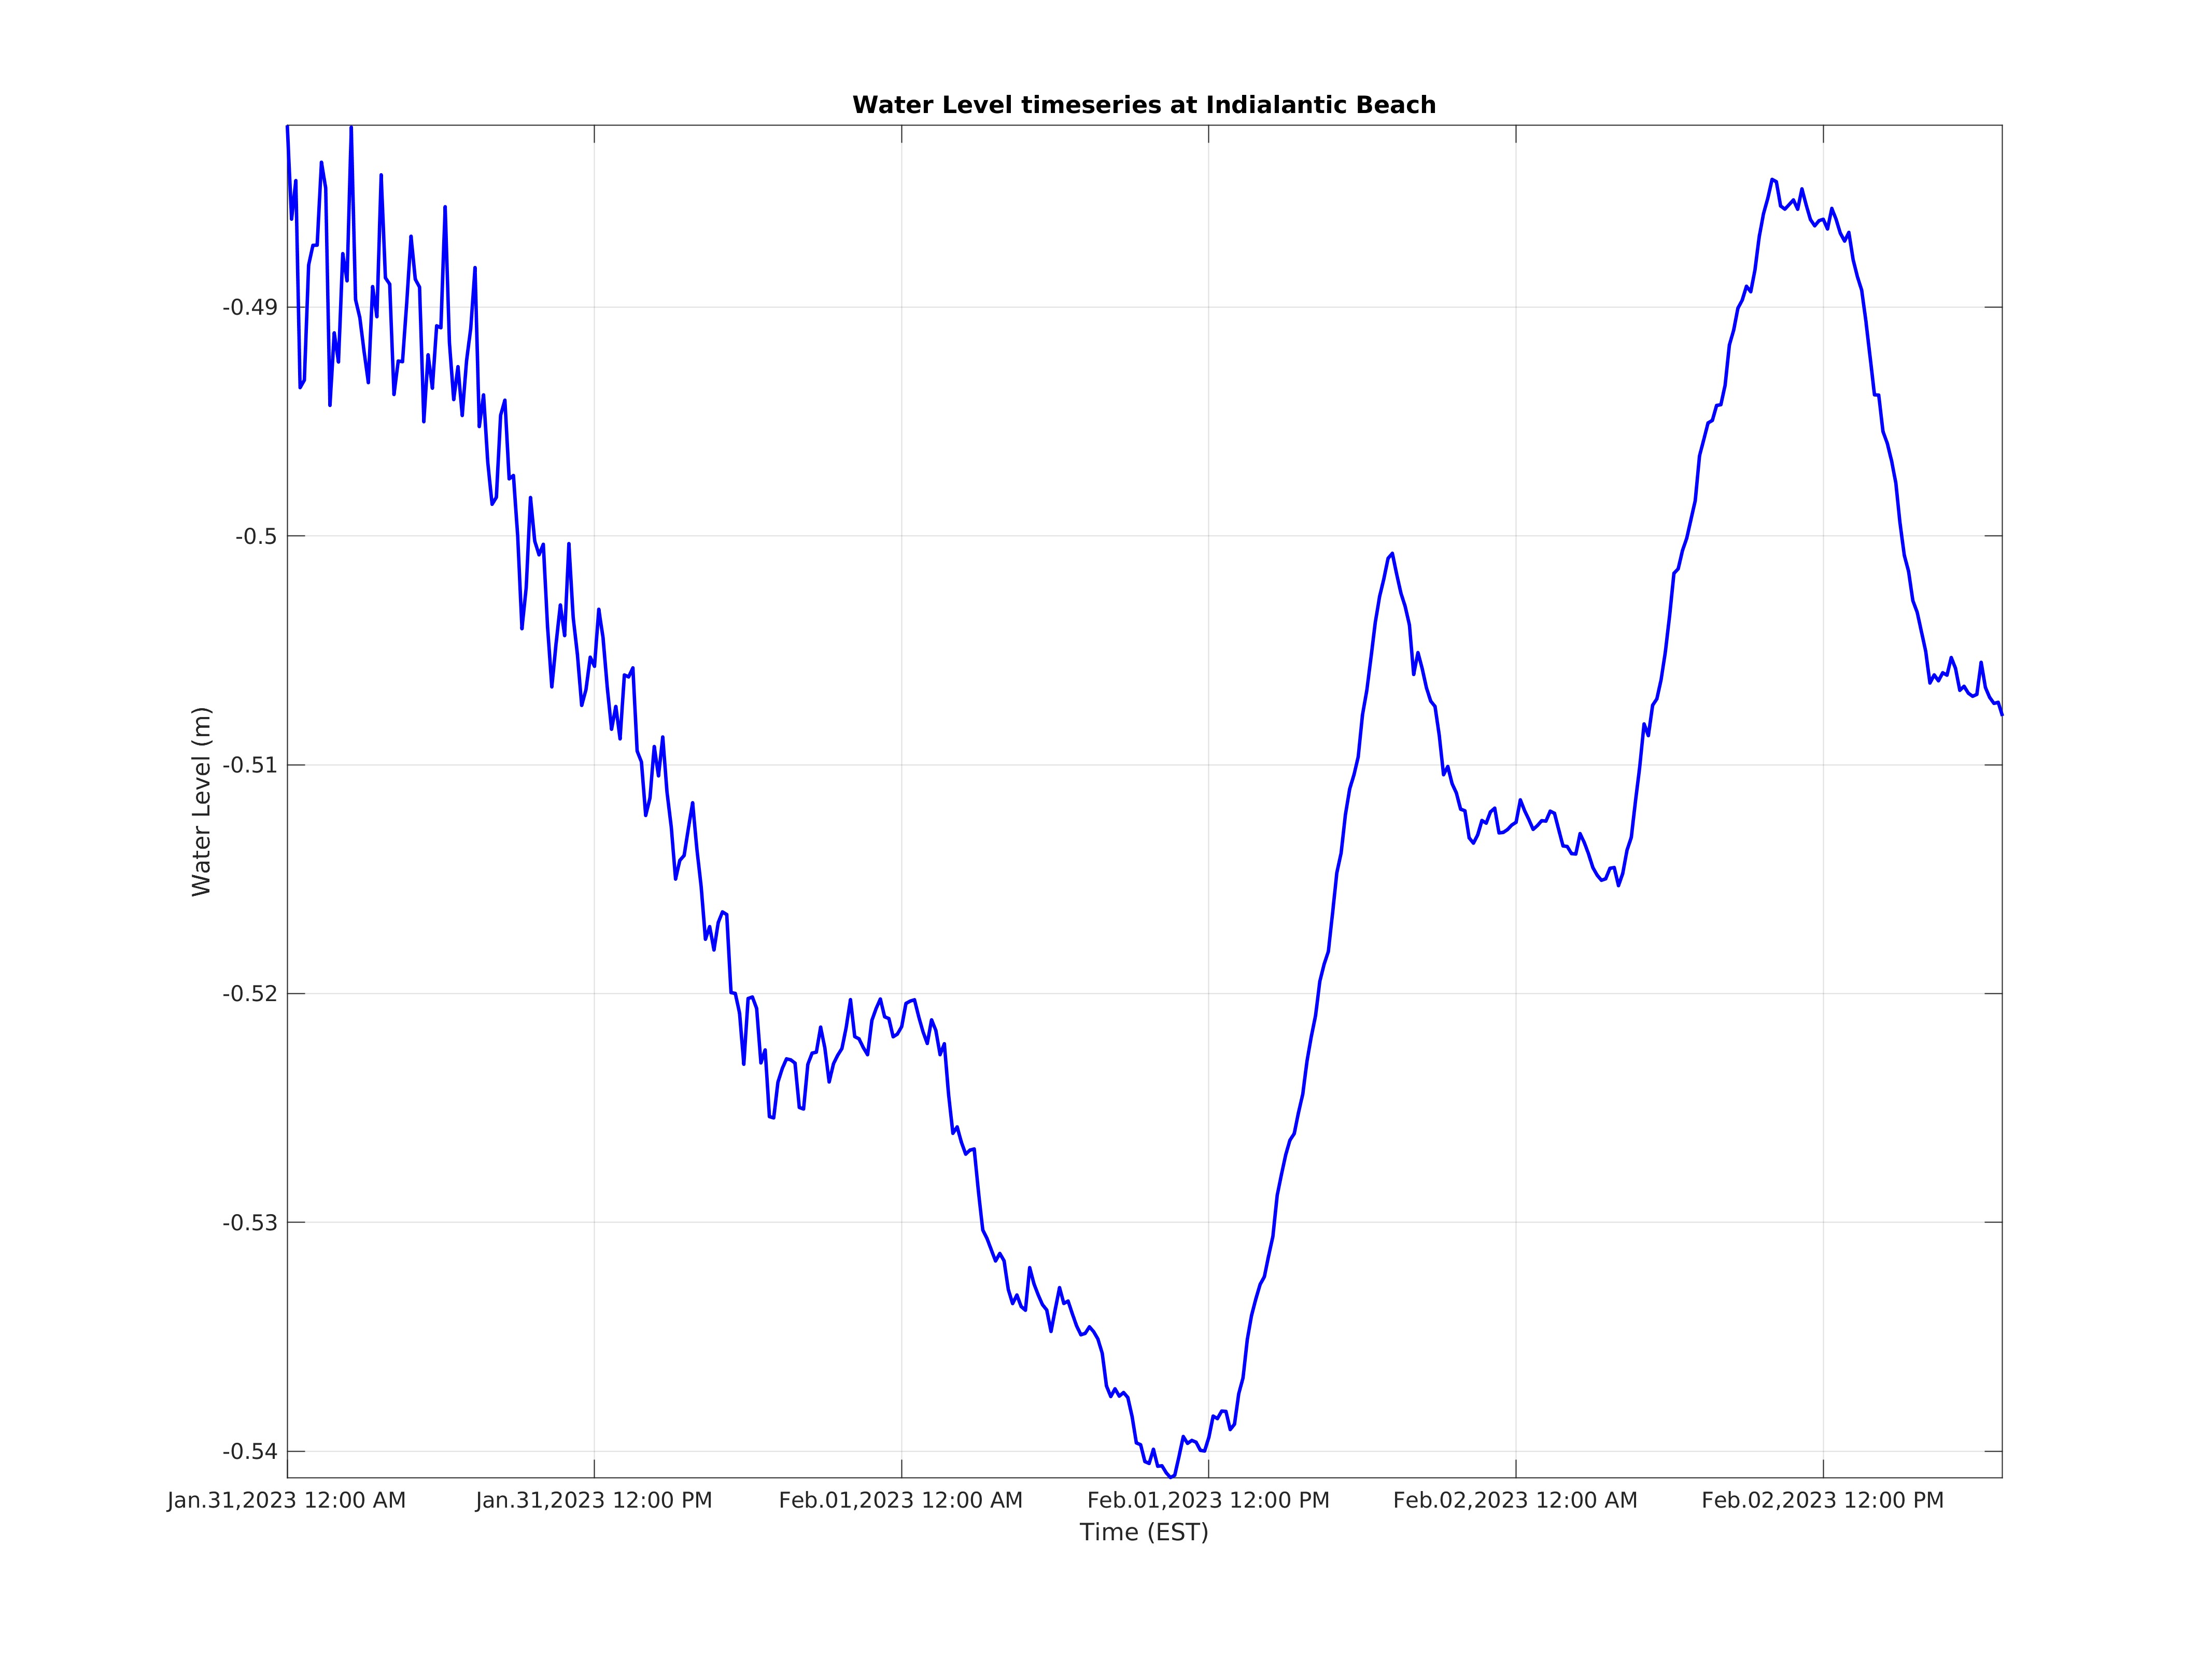 Water Level timeseries at Indialantic Beach
-0.49
-0.5
-0.51
-0.52
-0.53
-0.54
Water Level (m)
Jan.31,2023 12:00 AM
Jan.31,2023 12:00 PM
Feb.01,2023 12:00 AM
Feb.01,2023 12:00 PM
Feb.02,2023 12:00 AM
Feb.02,2023 12:00 PM
Time (EST)